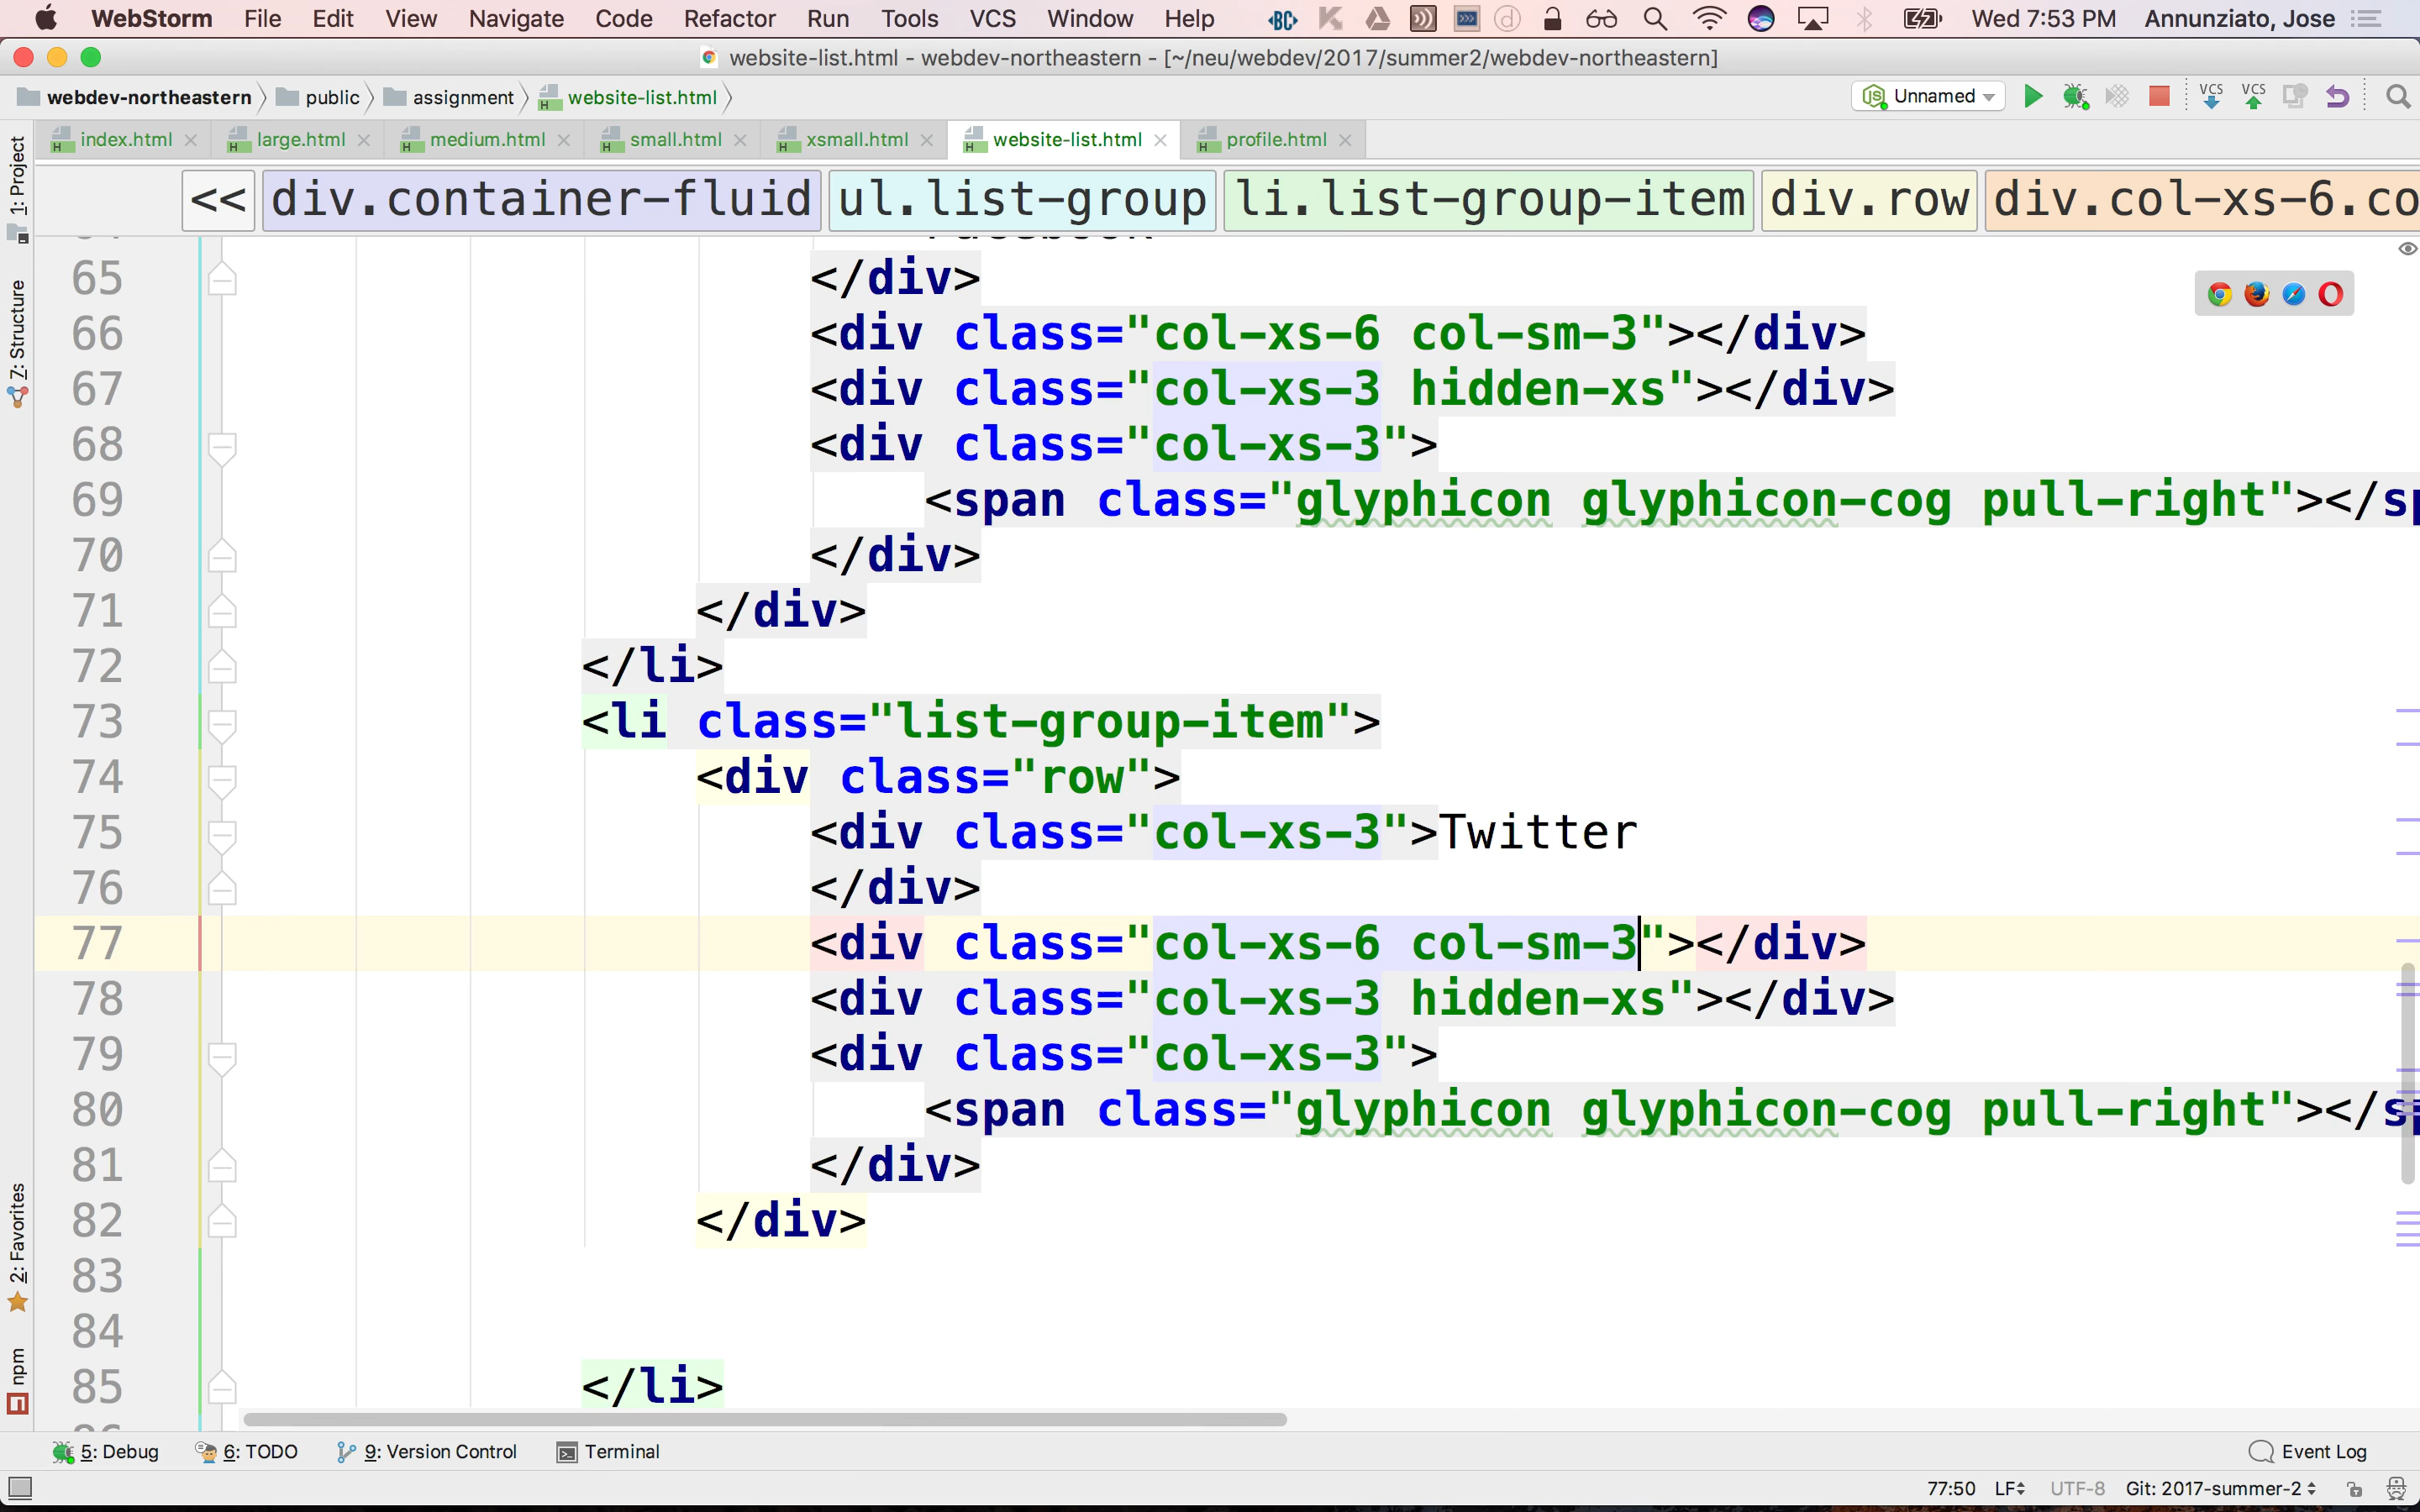 WebStorm File Edit View Navigate Code Refactor Run Tools VCS Window Help Wed 7:53 PM Annunziato, Jose
website-list.html - webdev-northeastern - [~/neu/webdev/2017/summer2/webdev-northeastern]
webdev-northeastern public assignment website-list.html Unnamed VCS VCS
index.html large.html medium.html small.html xsmall.html website-list.html profile.html
<< div.container-fluid ul.list-group li.list-group-item div.row div.col-xs-6.co
1: Project
7: Structure
2: Favorites
npm
65 </div>
66 <div class="col-xs-6 col-sm-3"></div>
67 <div class="col-xs-3 hidden-xs"></div>
68 <div class="col-xs-3">
69 <span class="glyphicon glyphicon-cog pull-right"></sp
70 </div>
71 </div>
72 </li>
73 <li class="list-group-item">
74 <div class="row">
75 <div class="col-xs-3">Twitter
76 </div>
77 <div class="col-xs-6 col-sm-3"></div>
78 <div class="col-xs-3 hidden-xs"></div>
79 <div class="col-xs-3">
80 <span class="glyphicon glyphicon-cog pull-right"></sp
81 </div>
82 </div>
83
84
85 </li>
5: Debug 6: TODO 9: Version Control Terminal Event Log
77:50 LF UTF-8 Git: 2017-summer-2